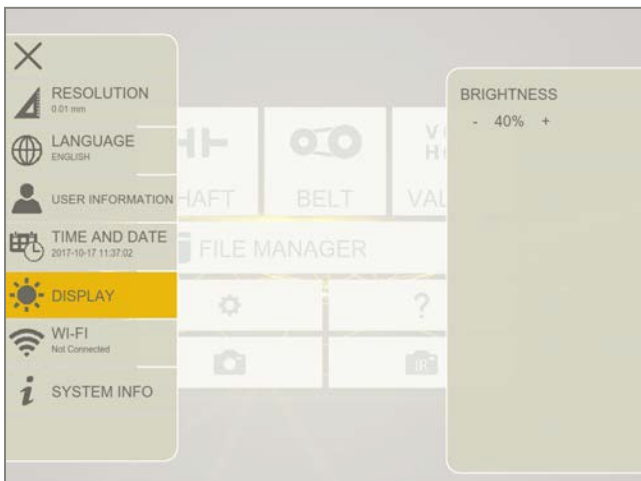 RESOLUTION
0.01 mm
LANGUAGE
ENGLISH
USER INFORMATION
TIME AND DATE
2017-10-17 11:37:02
DISPLAY
WI-FI
Not Connected
SYSTEM INFO
HAFT
BELT
VAL
FILE MANAGER
?
IR
BRIGHTNESS
- 40% +